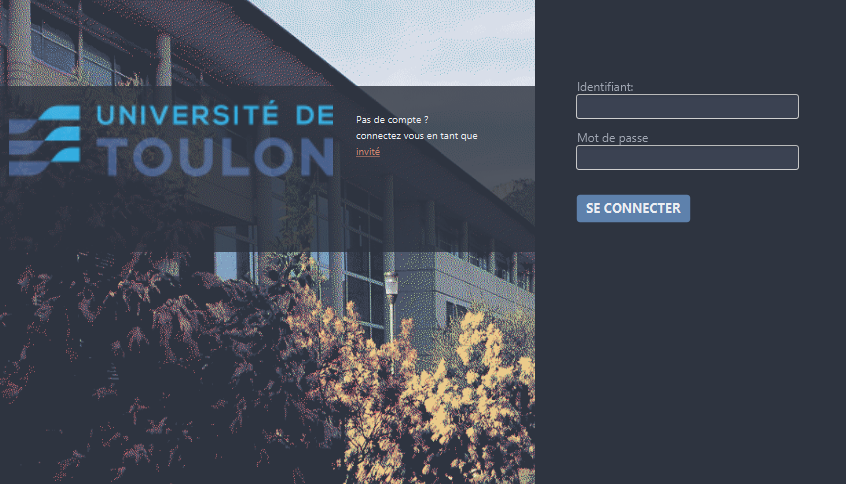 UNIVERSITÉ DE
TOULON
Pas de compte ?
connectez vous en tant que
invité
Identifiant:
Mot de passe
SE CONNECTER